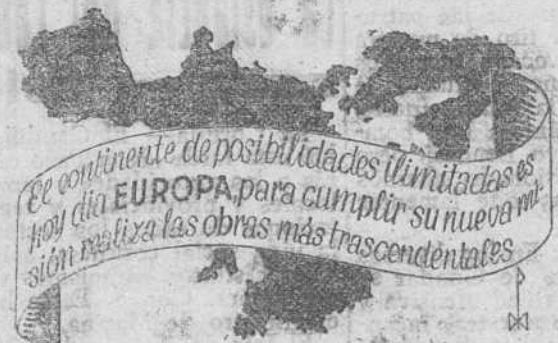 El continente de posibilidades ilimitadas es
hoy día EUROPA, para cumplir su nueva mi-
sión realiza las obras más trascendentales